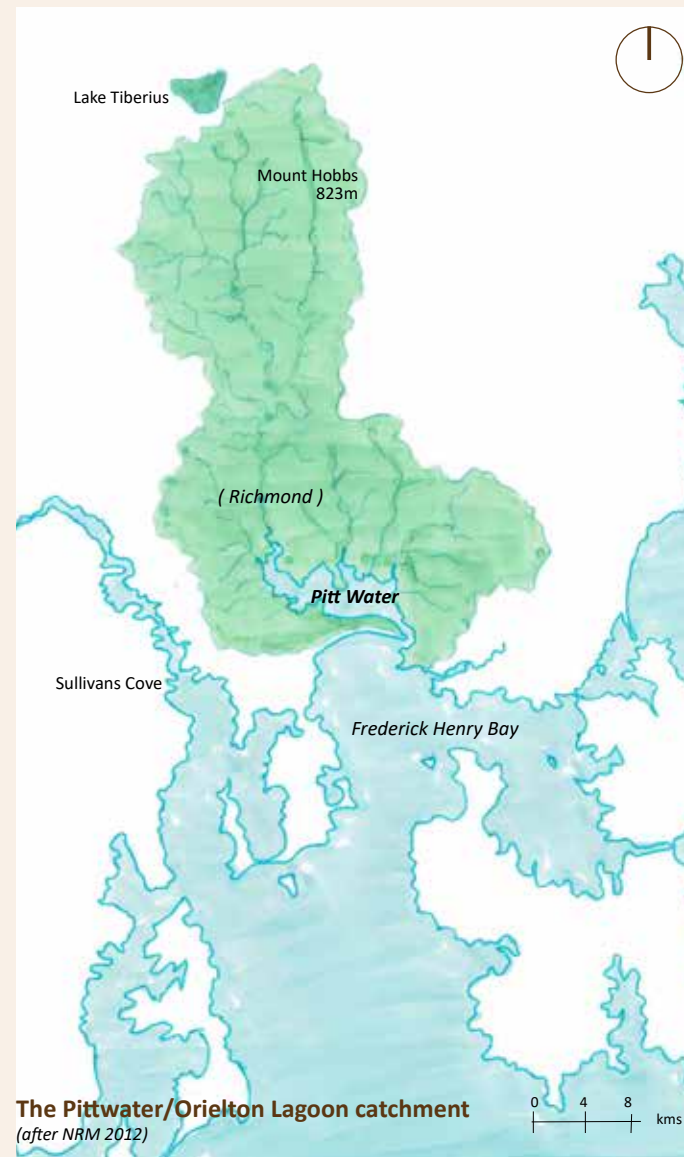 Lake Tiberius
Mount Hobbs
823m
( Richmond )
Pitt Water
Sullivans Cove
Frederick Henry Bay
The Pittwater/Orielton Lagoon catchment
(after NRM 2012)
0 4 8
kms